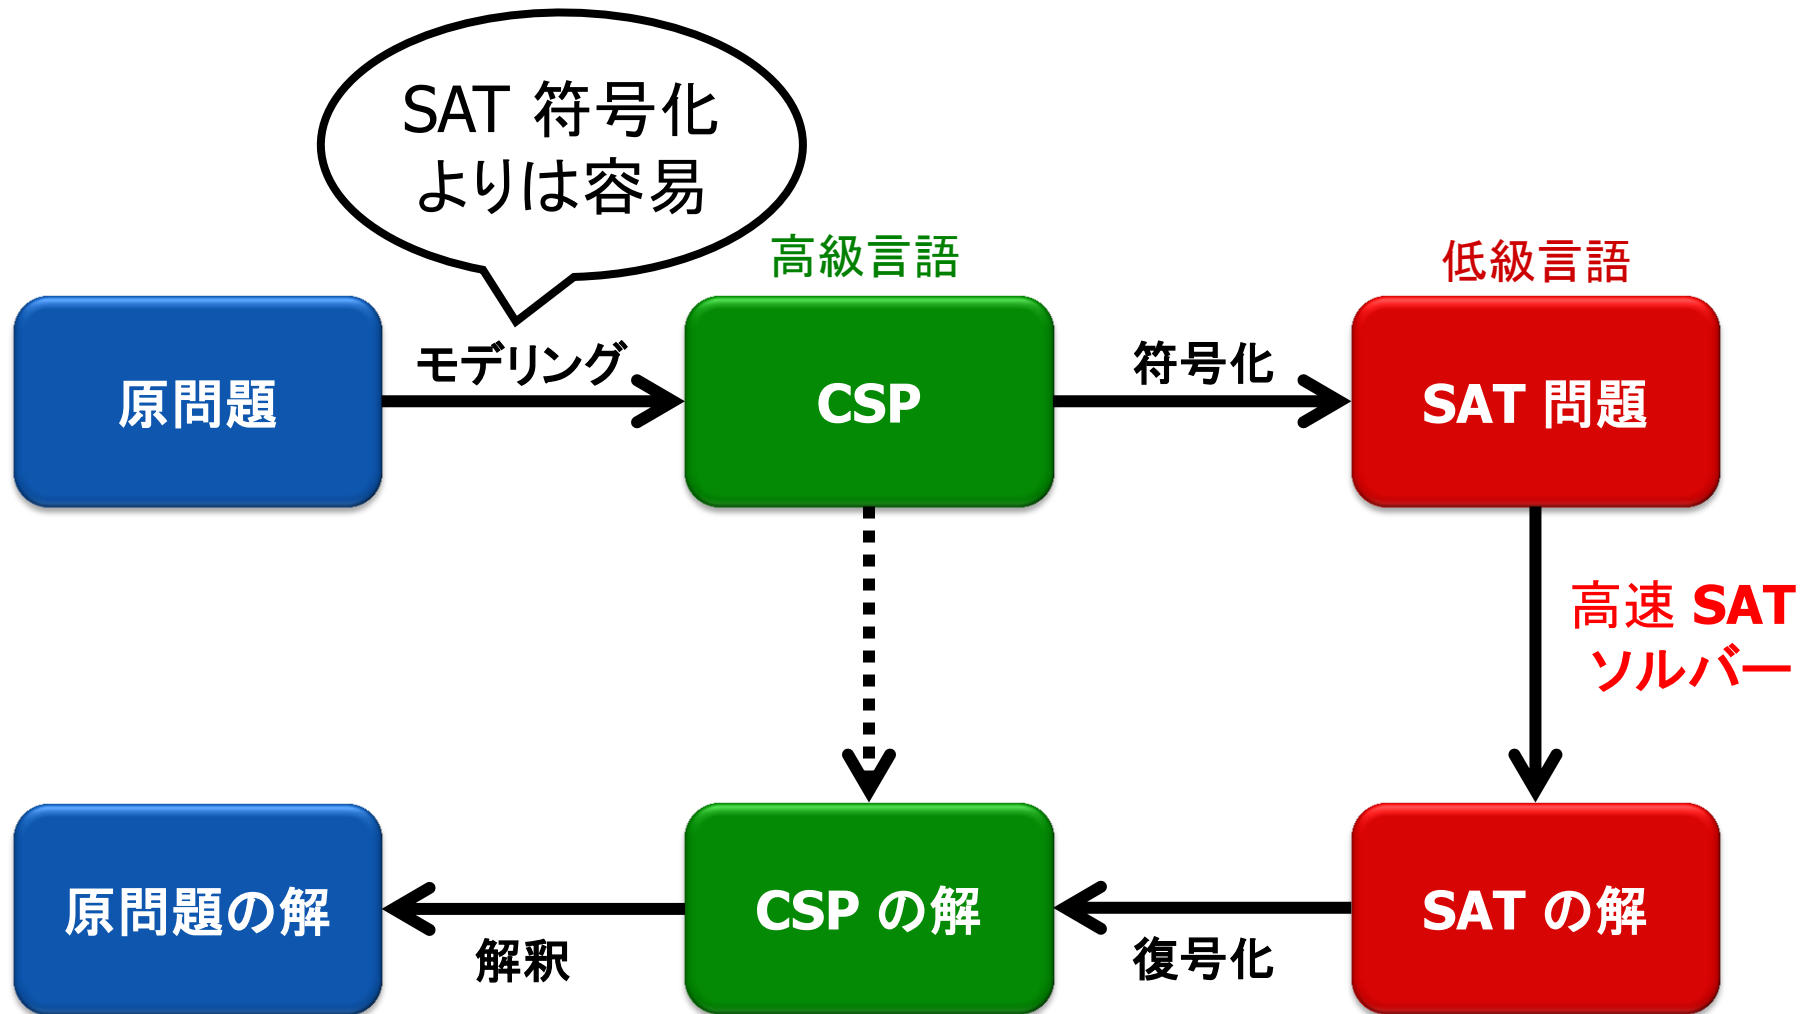 SAT 符号化
よりは容易
高級言語
低級言語
原問題
モデリング
CSP
符号化
SAT 問題
高速 SAT
ソルバー
原問題の解
解釈
CSP の解
復号化
SAT の解